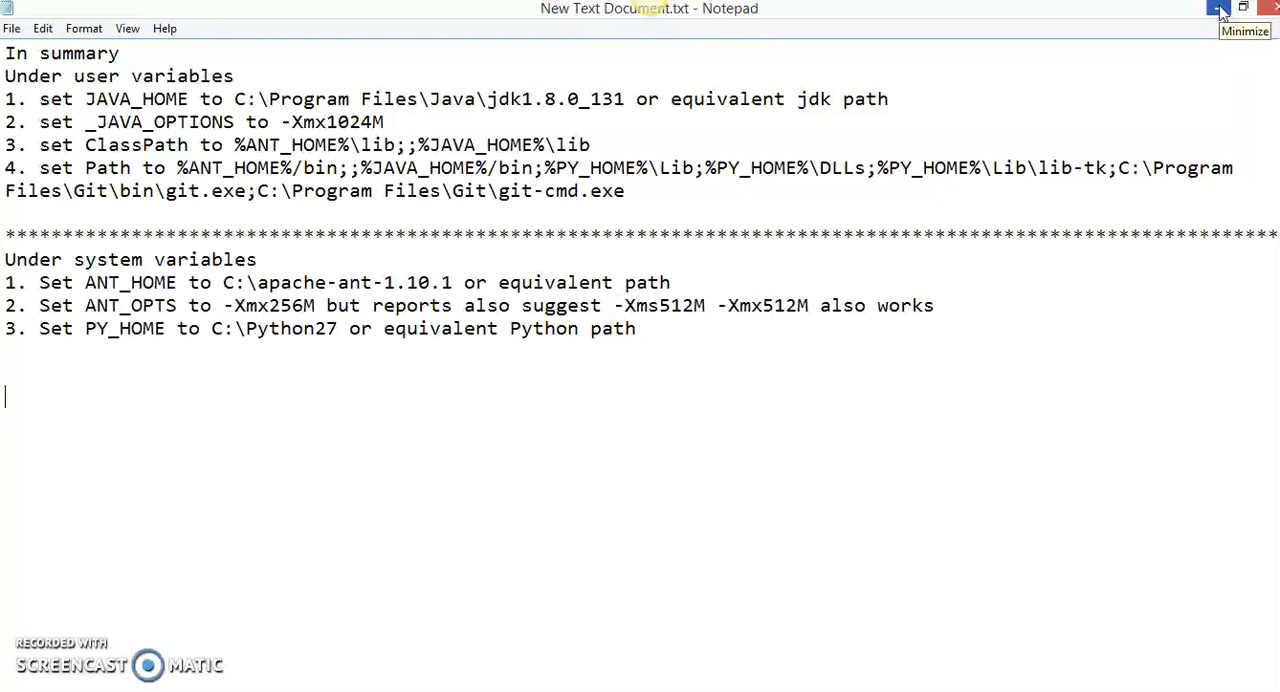 New Text Document.txt - Notepad
File Edit Format View Help
Minimize
In summary
Under user variables
1. set JAVA_HOME to C:\Program Files\Java\jdk1.8.0_131 or equivalent jdk path
2. set _JAVA_OPTIONS to -Xmx1024M
3. set ClassPath to %ANT_HOME%\lib;;%JAVA_HOME%\lib
4. set Path to %ANT_HOME%/bin;;%JAVA_HOME%/bin;%PY_HOME%\Lib;%PY_HOME%\DLLs;%PY_HOME%\Lib\lib-tk;C:\Program
Files\Git\bin\git.exe;C:\Program Files\Git\git-cmd.exe
***************************************************************************************************************
Under system variables
1. Set ANT_HOME to C:\apache-ant-1.10.1 or equivalent path
2. Set ANT_OPTS to -Xmx256M but reports also suggest -Xms512M -Xmx512M also works
3. Set PY_HOME to C:\Python27 or equivalent Python path
RECORDED WITH
SCREENCAST MATIC